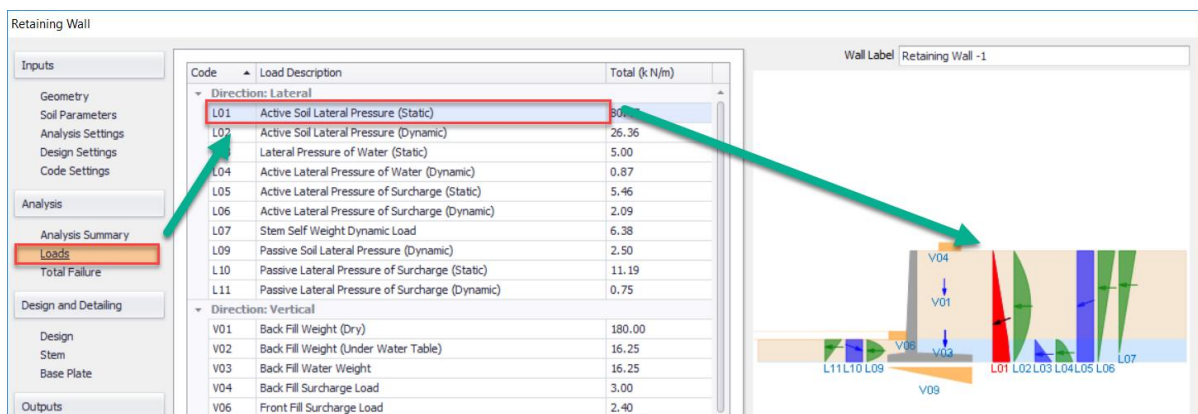 Retaining Wall
Inputs
Geometry
Soil Parameters
Analysis Settings
Design Settings
Code Settings
Analysis
Analysis Summary
Loads
Total Failure
Design and Detailing
Design
Stem
Base Plate
Outputs
Code Load Description Total (k N/m)
Direction: Lateral
L01 Active Soil Lateral Pressure (Static)
L02 Active Soil Lateral Pressure (Dynamic) 26.36
Lateral Pressure of Water (Static) 5.00
L04 Active Lateral Pressure of Water (Dynamic) 0.87
L05 Active Lateral Pressure of Surcharge (Static) 5.46
L06 Active Lateral Pressure of Surcharge (Dynamic) 2.09
L07 Stem Self Weight Dynamic Load 6.38
L09 Passive Soil Lateral Pressure (Dynamic) 2.50
L10 Passive Lateral Pressure of Surcharge (Static) 11.19
L11 Passive Lateral Pressure of Surcharge (Dynamic) 0.75
Direction: Vertical
V01 Back Fill Weight (Dry) 180.00
V02 Back Fill Weight (Under Water Table) 16.25
V03 Back Fill Water Weight 16.25
V04 Back Fill Surcharge Load 3.00
V06 Front Fill Surcharge Load 2.40
Wall Label Retaining Wall -1
V04
V01
V06 V03
L11 L10 L09 L01 L02 L03 L04 L05 L06 L07
V09